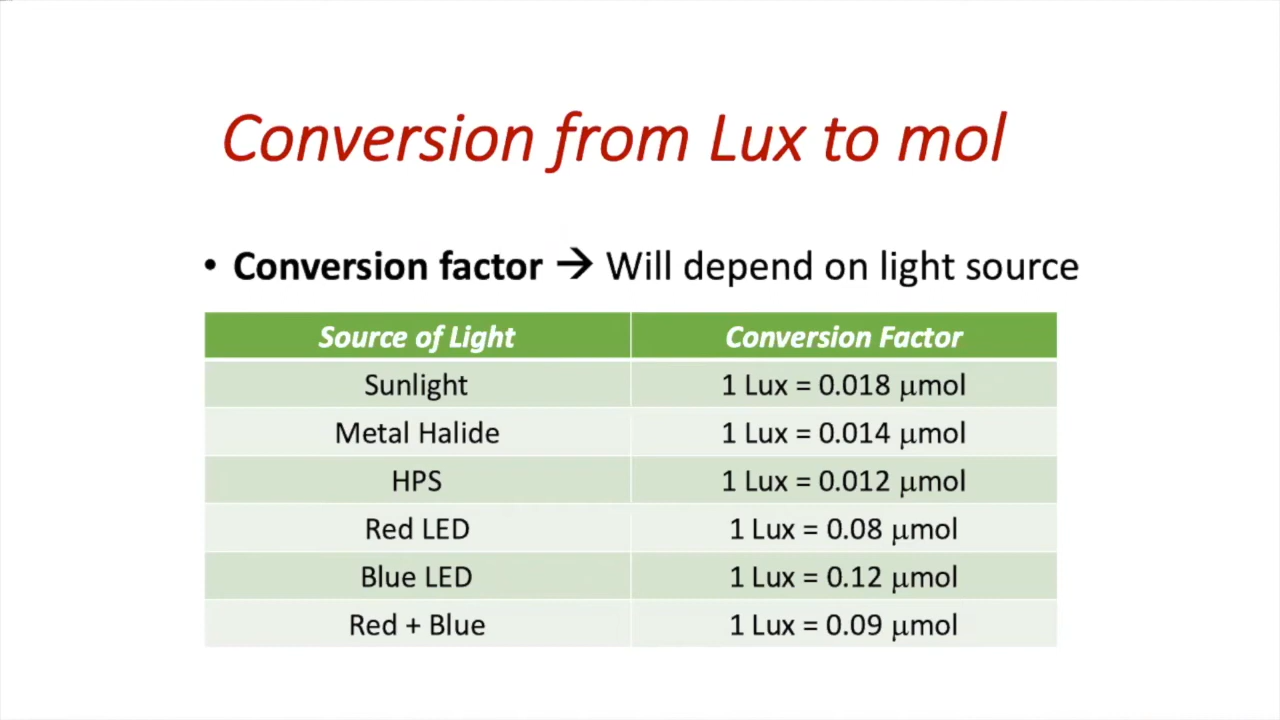 Conversion from Lux to mol
• Conversion factor → Will depend on light source
Source of Light Conversion Factor
Sunlight 1 Lux = 0.018 μmol
Metal Halide 1 Lux = 0.014 μmol
HPS 1 Lux = 0.012 μmol
Red LED 1 Lux = 0.08 μmol
Blue LED 1 Lux = 0.12 μmol
Red + Blue 1 Lux = 0.09 μmol